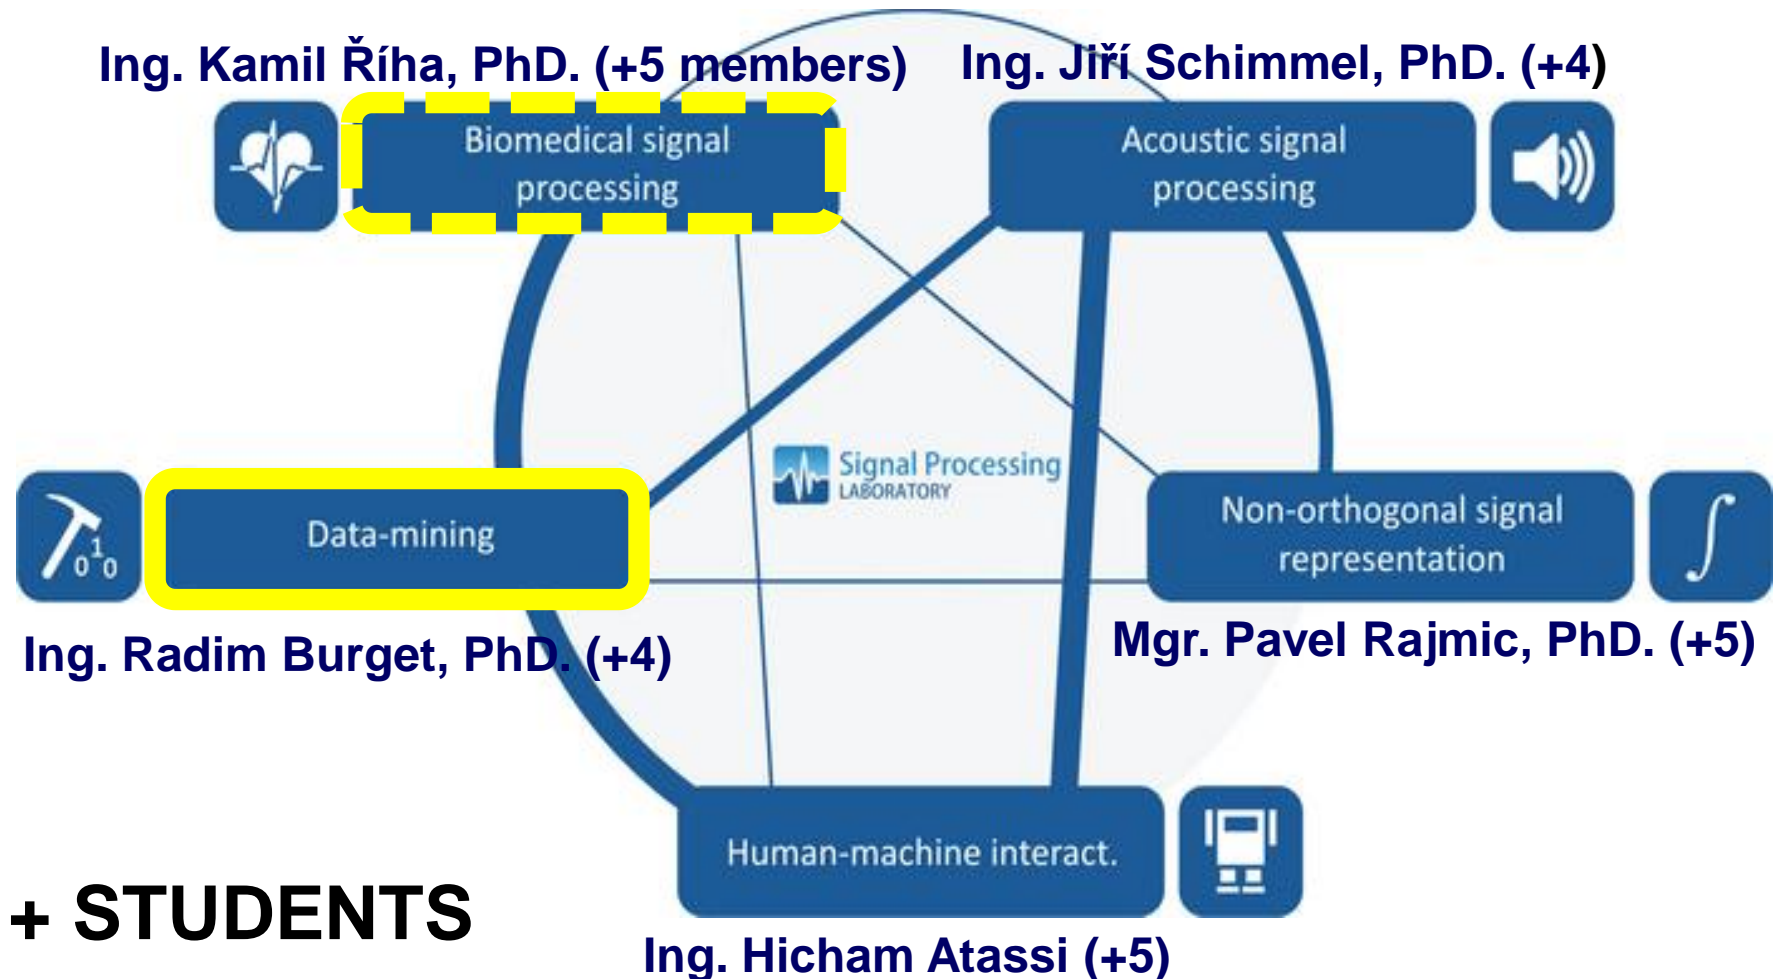 Ing. Kamil Říha, PhD. (+5 members)
Ing. Jiří Schimmel, PhD. (+4)
Biomedical signal
processing
Acoustic signal
processing
Signal Processing
LABORATORY
Data-mining
Non-orthogonal signal
representation
010
Ing. Radim Burget, PhD. (+4)
Mgr. Pavel Rajmic, PhD. (+5)
Human-machine interact.
+ STUDENTS
Ing. Hicham Atassi (+5)